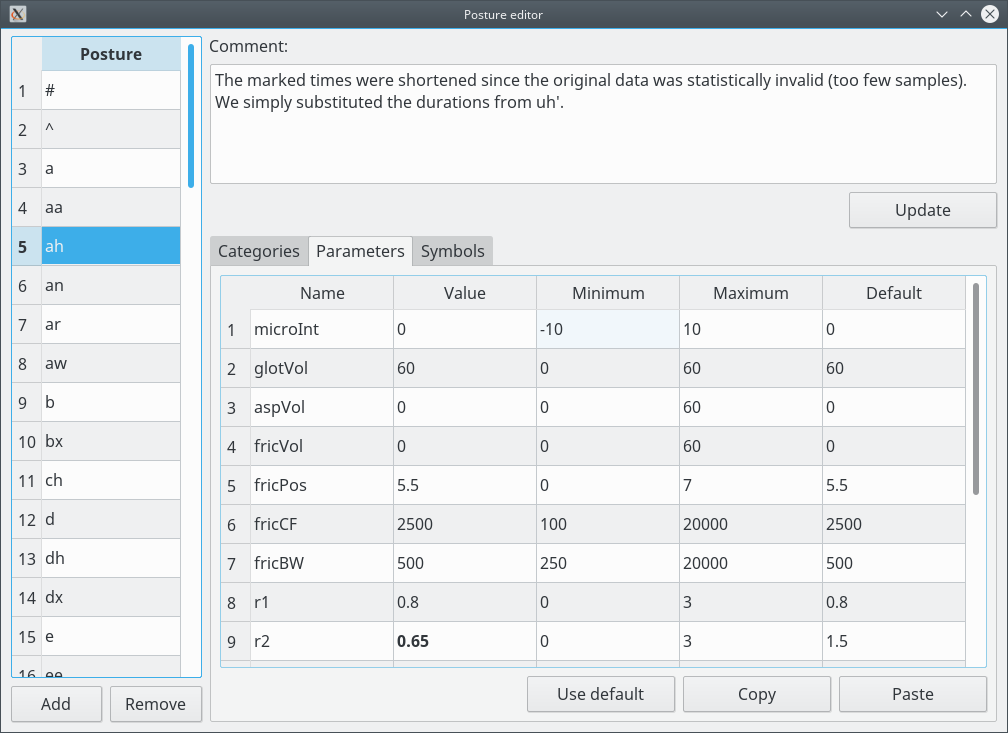 Posture editor
Posture
1 #
2 ^
3 a
4 aa
5 ah
6 an
7 ar
8 aw
9 b
10 bx
11 ch
12 d
13 dh
14 dx
15 e
16 ee
Add Remove
Comment:
The marked times were shortened since the original data was statistically invalid (too few samples).
We simply substituted the durations from uh'.
Update
Categories Parameters Symbols
Name Value Minimum Maximum Default
1 microInt 0 -10 10 0
2 glotVol 60 0 60 60
3 aspVol 0 0 60 0
4 fricVol 0 0 60 0
5 fricPos 5.5 0 7 5.5
6 fricCF 2500 100 20000 2500
7 fricBW 500 250 20000 500
8 r1 0.8 0 3 0.8
9 r2 0.65 0 3 1.5
Use default Copy Paste